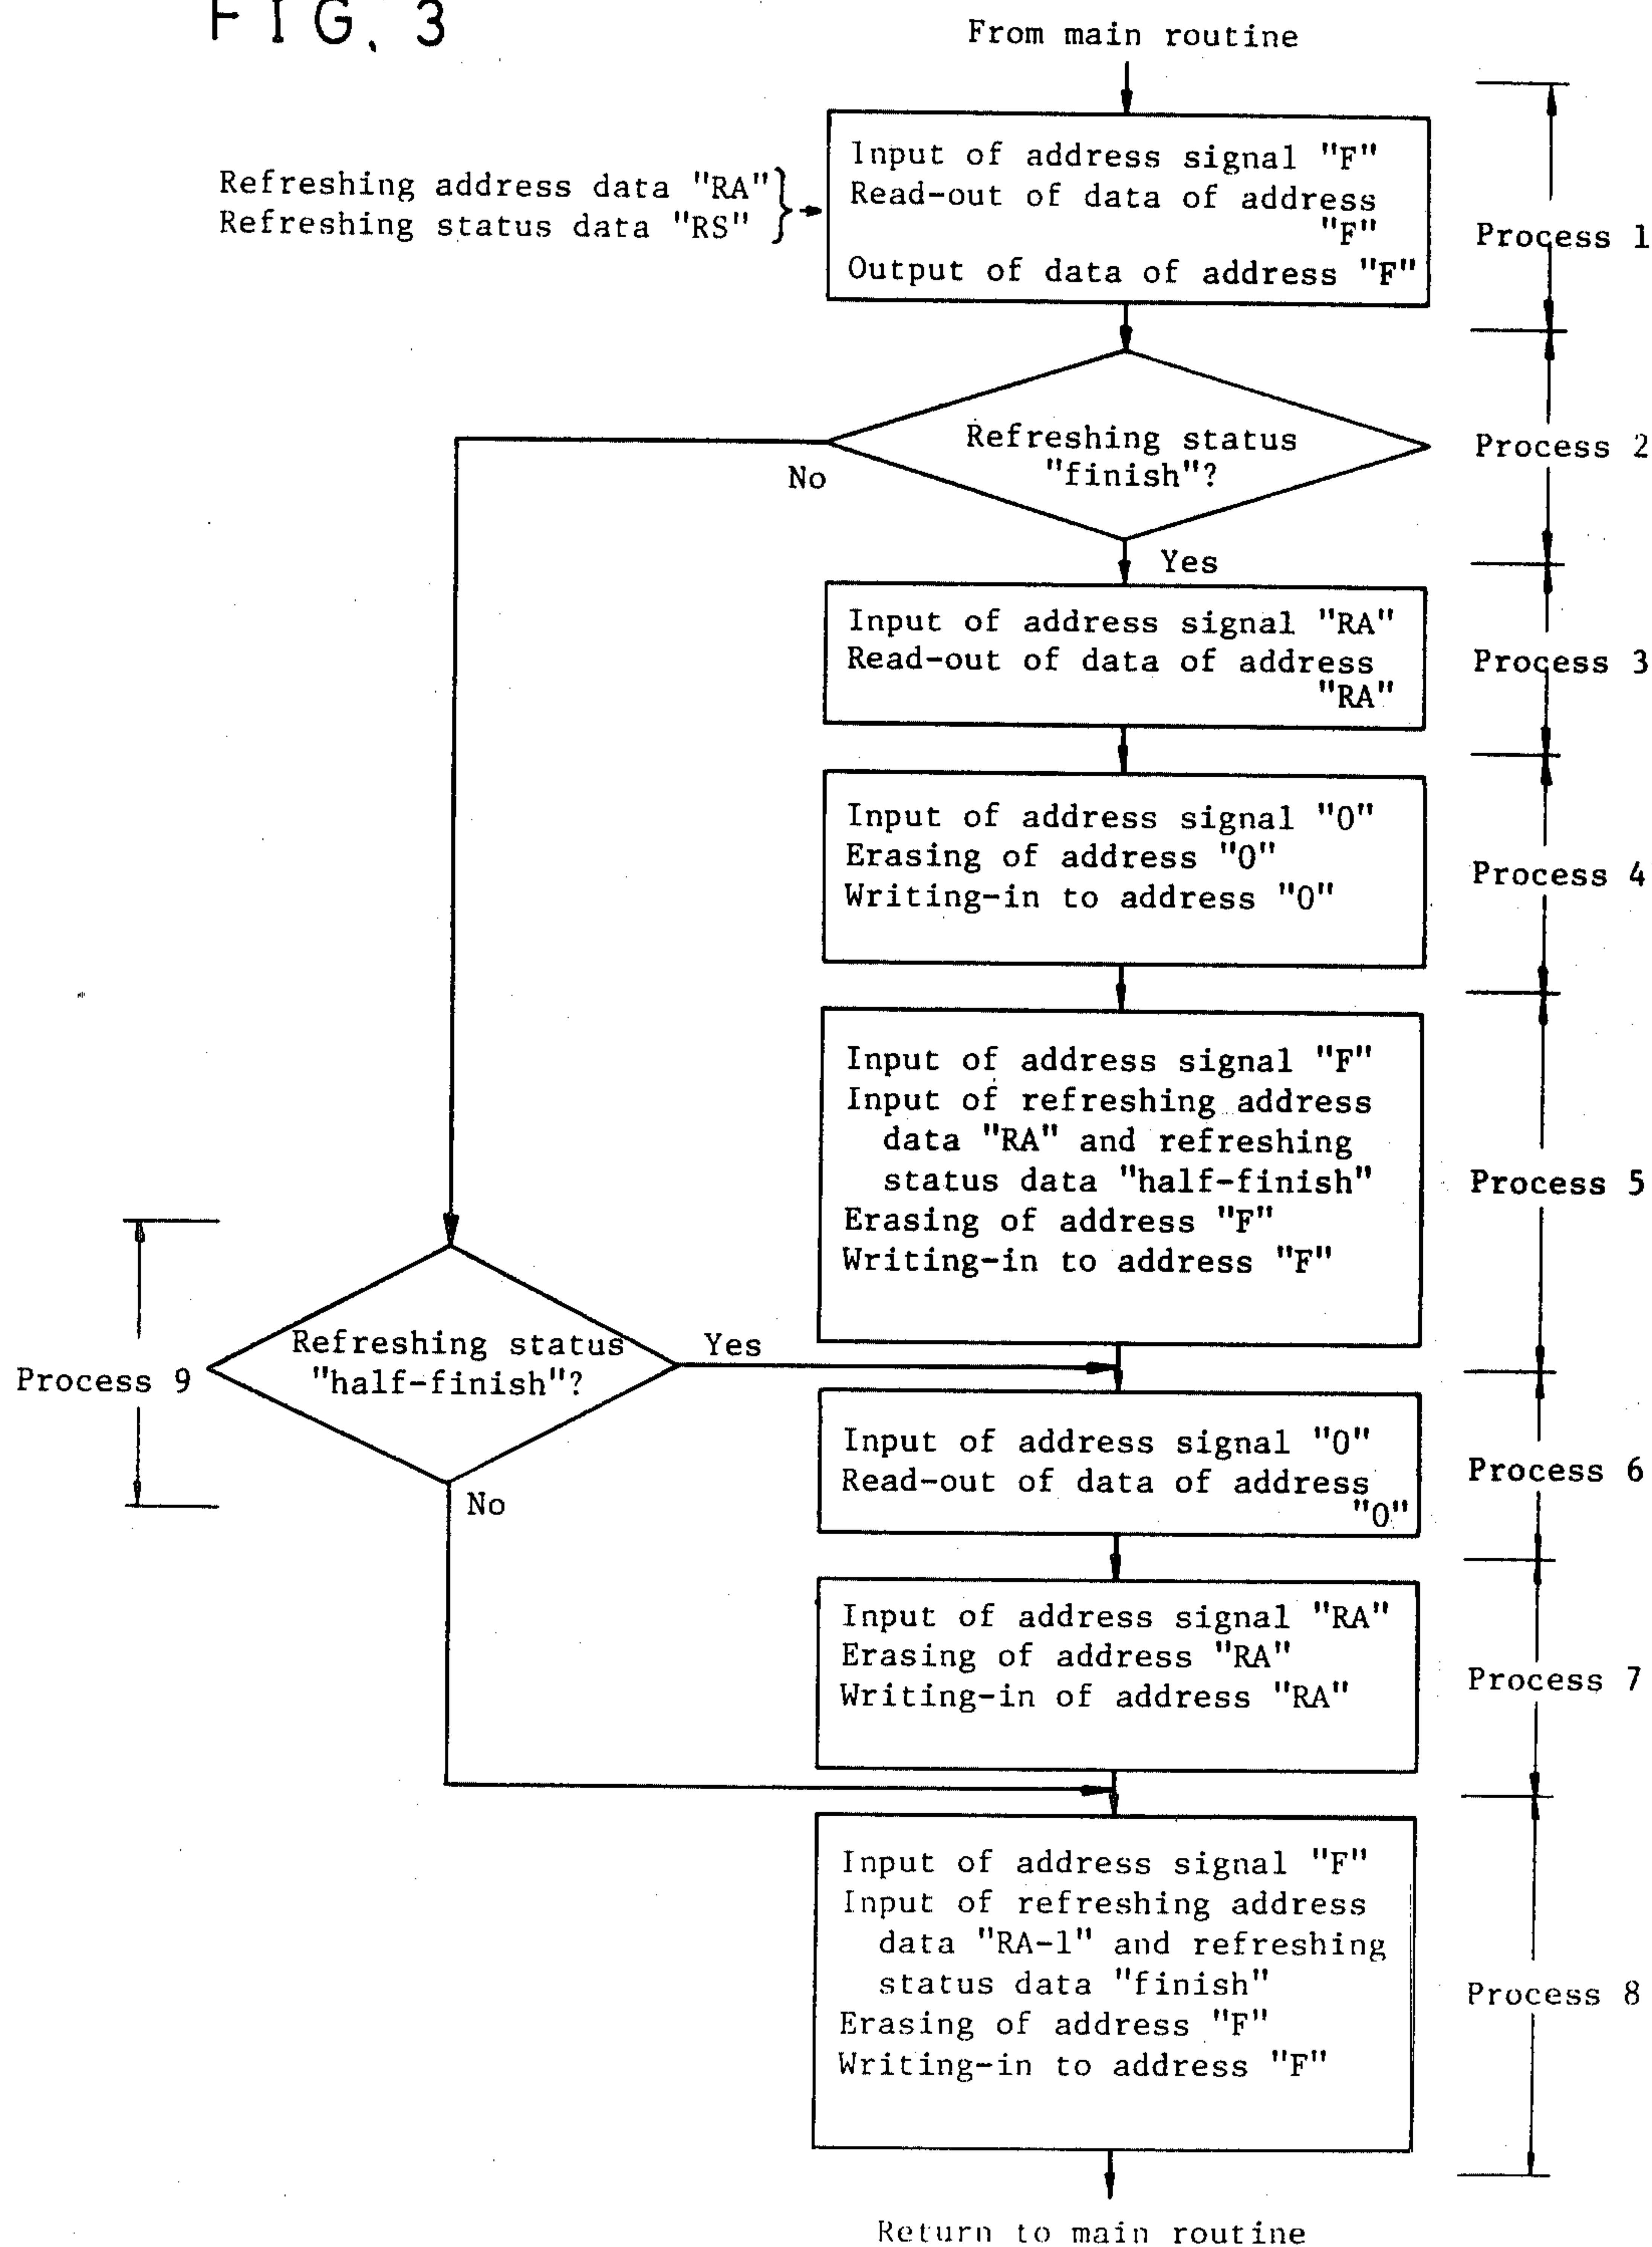 FIG. 3
From main routine
Refreshing address data "RA"
Refreshing status data "RS"
Input of address signal "F"
Read-out of data of address
"F"
Output of data of address "F"
Process 1
Refreshing status
"finish"?
No
Yes
Process 2
Input of address signal "RA"
Read-out of data of address
"RA"
Process 3
Input of address signal "0"
Erasing of address "0"
Writing-in to address "0"
Process 4
Input of address signal "F"
Input of refreshing address
data "RA" and refreshing
status data "half-finish"
Erasing of address "F"
Writing-in to address "F"
Process 5
Process 9
Refreshing status
"half-finish"?
Yes
No
Input of address signal "0"
Read-out of data of address
"0"
Process 6
Input of address signal "RA"
Erasing of address "RA"
Writing-in of address "RA"
Process 7
Input of address signal "F"
Input of refreshing address
data "RA-1" and refreshing
status data "finish"
Erasing of address "F"
Writing-in to address "F"
Process 8
Return to main routine